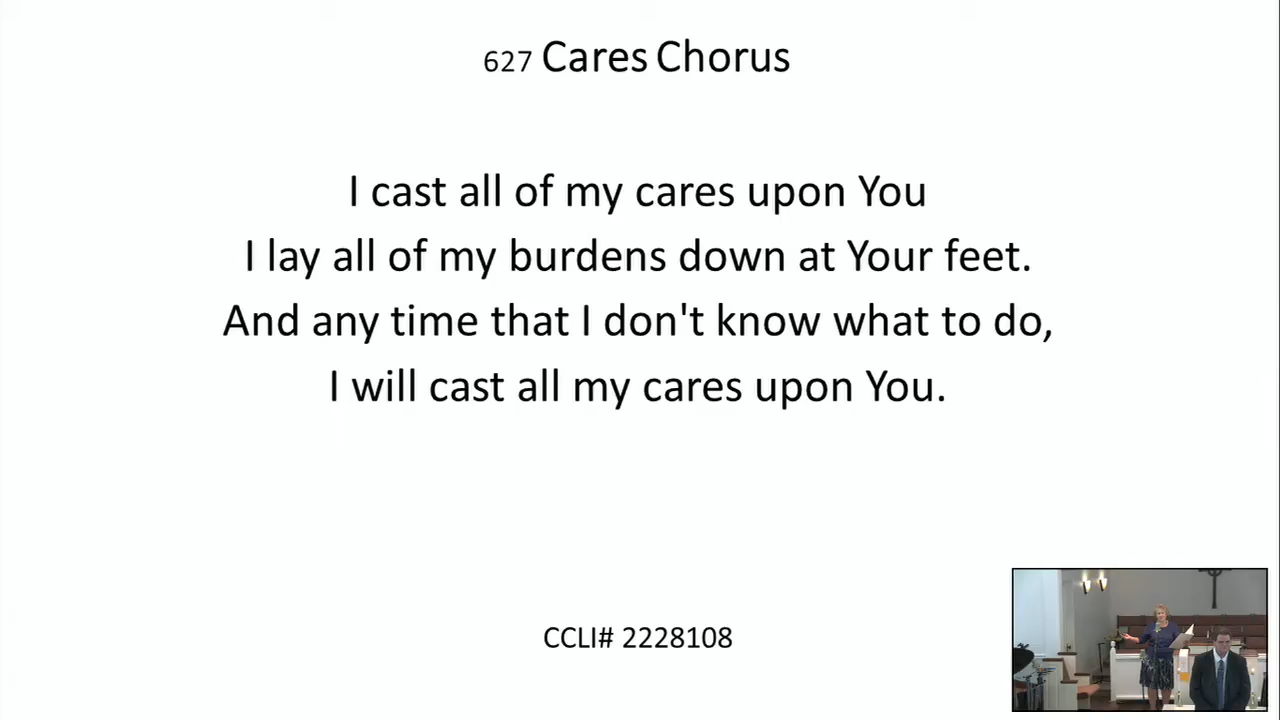 627 Cares Chorus
I cast all of my cares upon You
I lay all of my burdens down at Your feet.
And any time that I don't know what to do,
I will cast all my cares upon You.
CCLI# 2228108